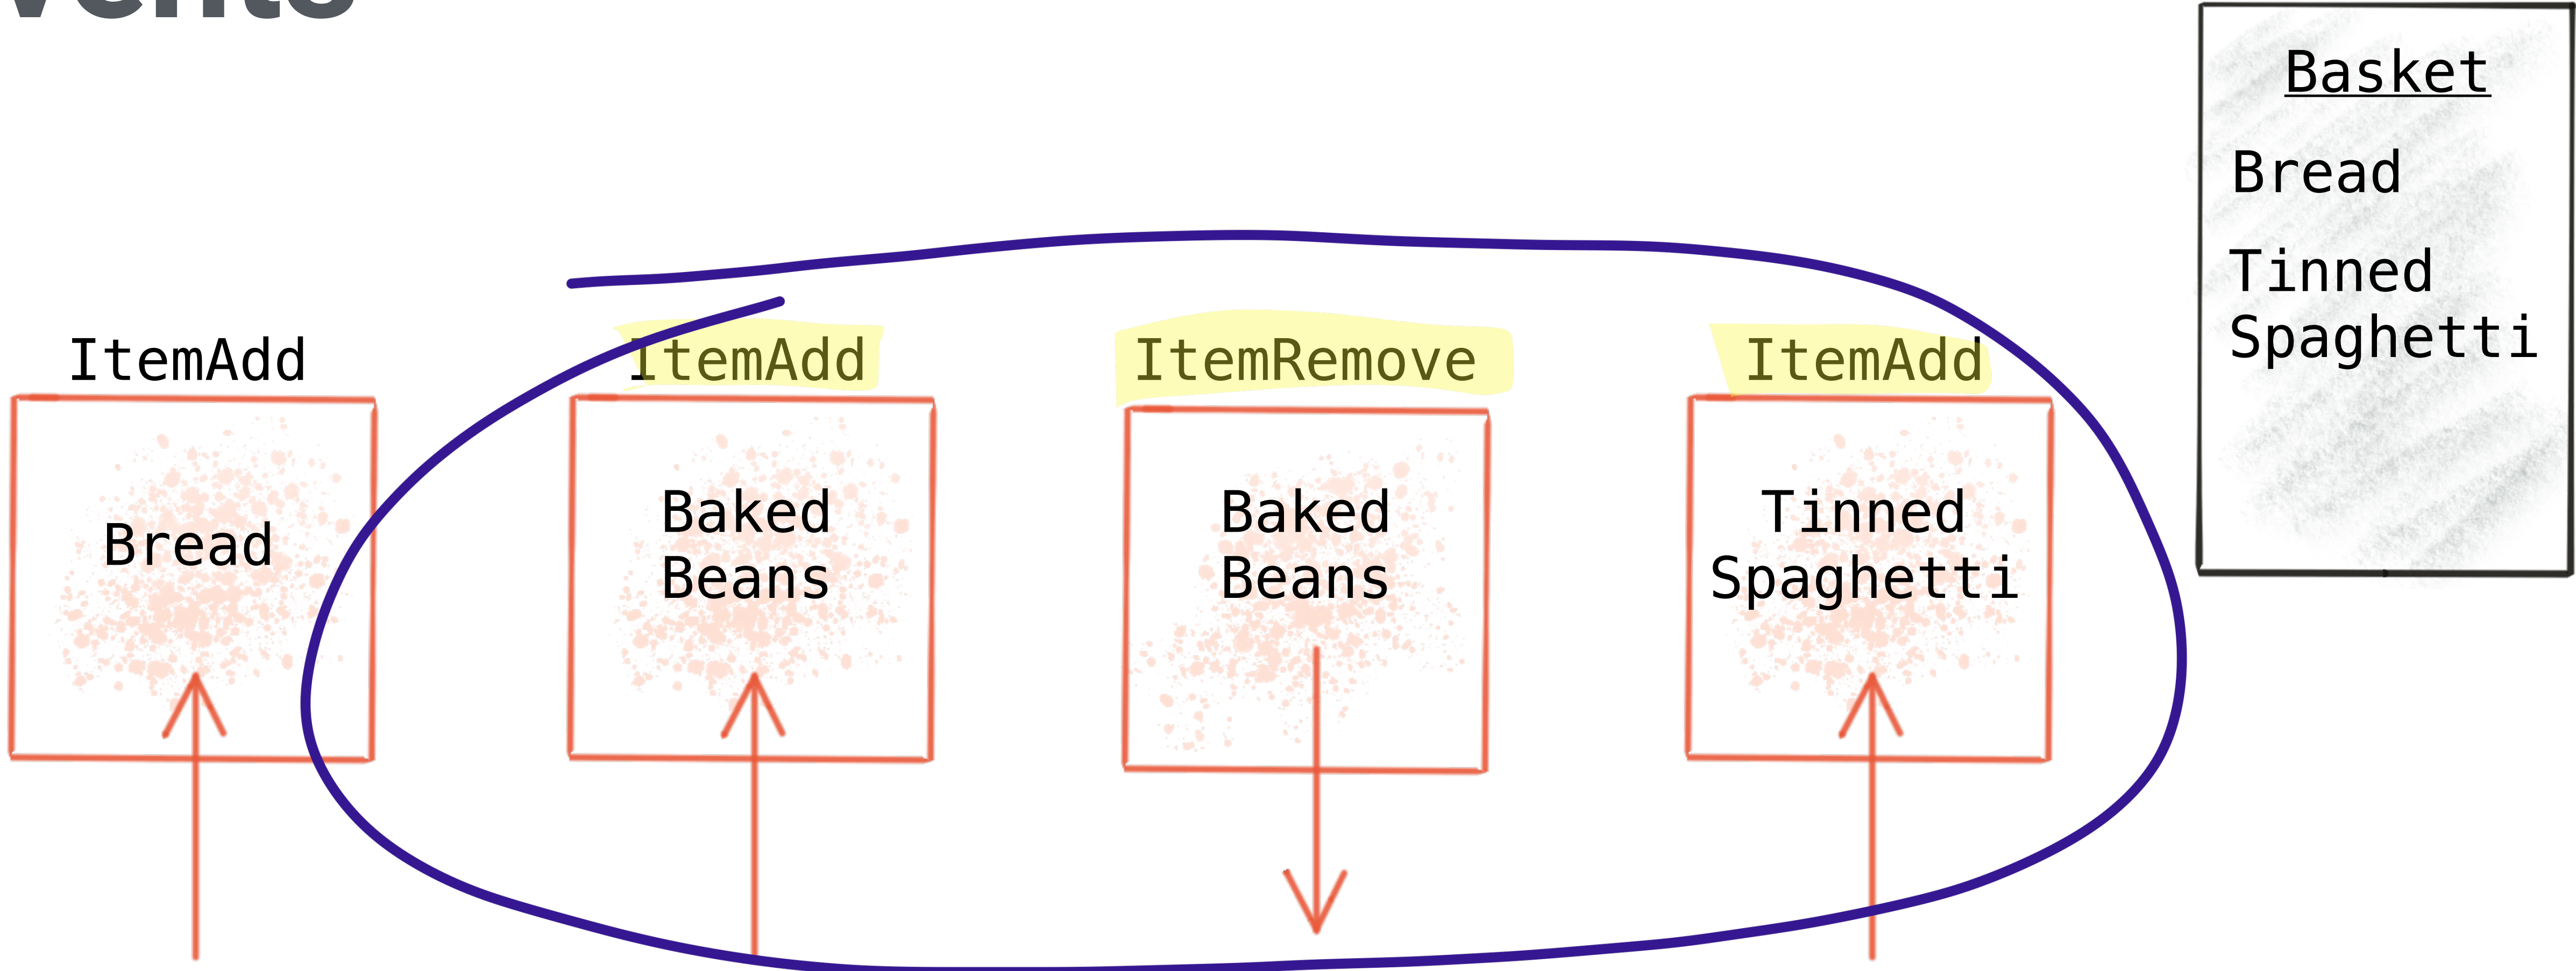 ItemAdd
ItemAdd
ItemRemove
ItemAdd
Bread
Baked
Beans
Baked
Beans
Tinned
Spaghetti
Basket
Bread
Tinned
Spaghetti